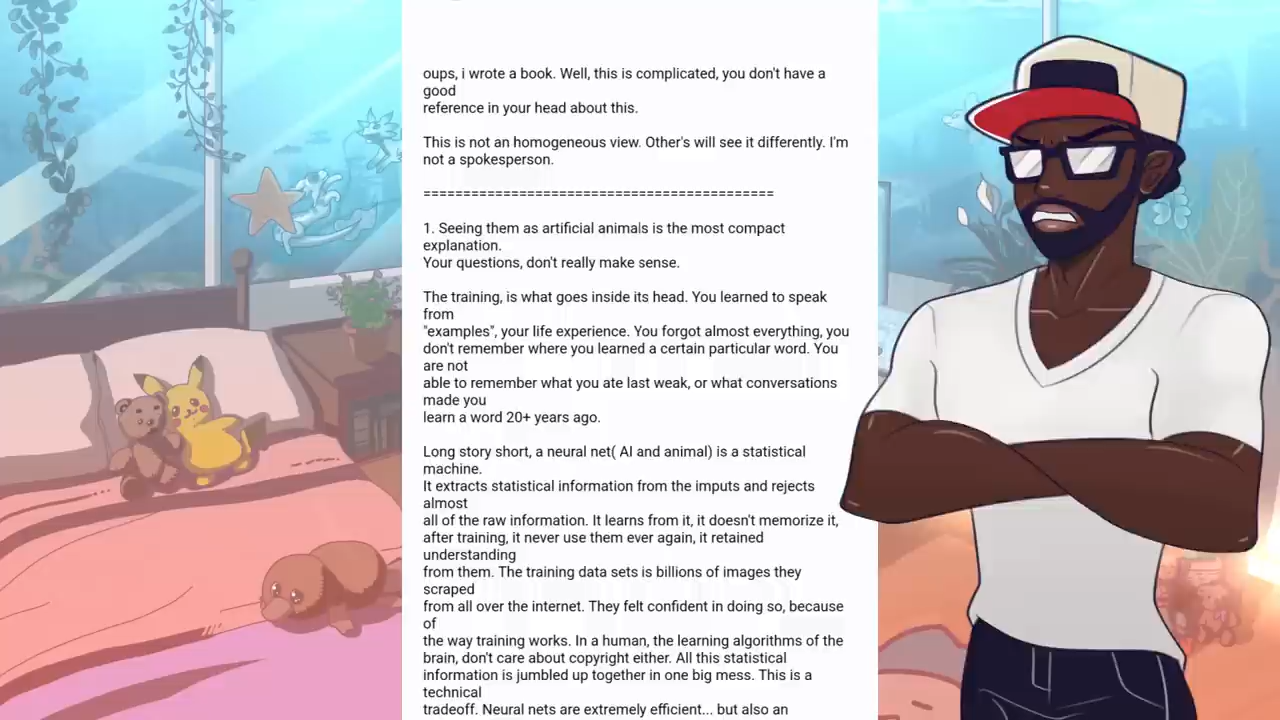 oups, i wrote a book. Well, this is complicated, you don't have a
good
reference in your head about this.
This is not an homogeneous view. Other's will see it differently. I'm
not a spokesperson.
===========================================
1. Seeing them as artificial animals is the most compact
explanation.
Your questions, don't really make sense.
The training, is what goes inside its head. You learned to speak
from
"examples", your life experience. You forgot almost everything, you
don't remember where you learned a certain particular word. You
are not
able to remember what you ate last weak, or what conversations
made you
learn a word 20+ years ago.
Long story short, a neural net( AI and animal) is a statistical
machine.
It extracts statistical information from the imputs and rejects
almost
all of the raw information. It learns from it, it doesn't memorize it,
after training, it never use them ever again, it retained
understanding
from them. The training data sets is billions of images they
scraped
from all over the internet. They felt confident in doing so, because
of
the way training works. In a human, the learning algorithms of the
brain, don't care about copyright either. All this statistical
information is jumbled up together in one big mess. This is a
technical
tradeoff. Neural nets are extremely efficient... but also an